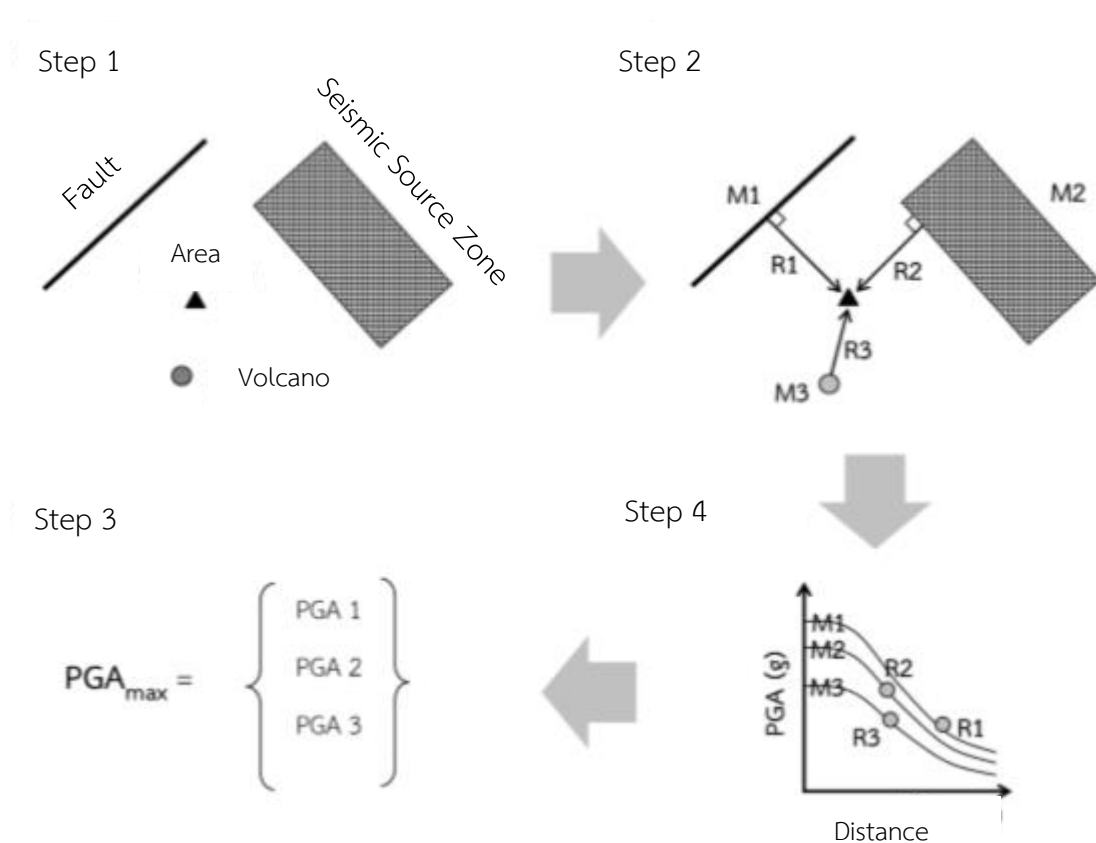 Step 1
Fault
Seismic Source Zone
Area
Volcano
Step 2
M1
M2
R1
R2
R3
M3
Step 3
PGAmax =
PGA 1
PGA 2
PGA 3
Step 4
PGA (g)
M1
M2
M3
R2
R1
R3
Distance